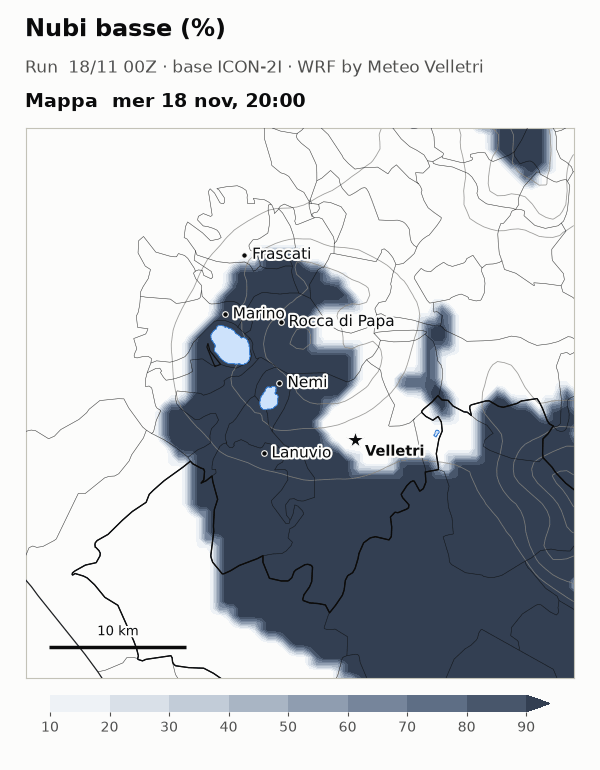 Nubi basse (%)
Run  18/11 00Z · base ICON-2I · WRF by Meteo Velletri
Mappa  mer 18 nov, 20:00
Frascati
Marino
Rocca di Papa
Nemi
Velletri
Lanuvio
10 km
10 20 30 40 50 60 70 80 90